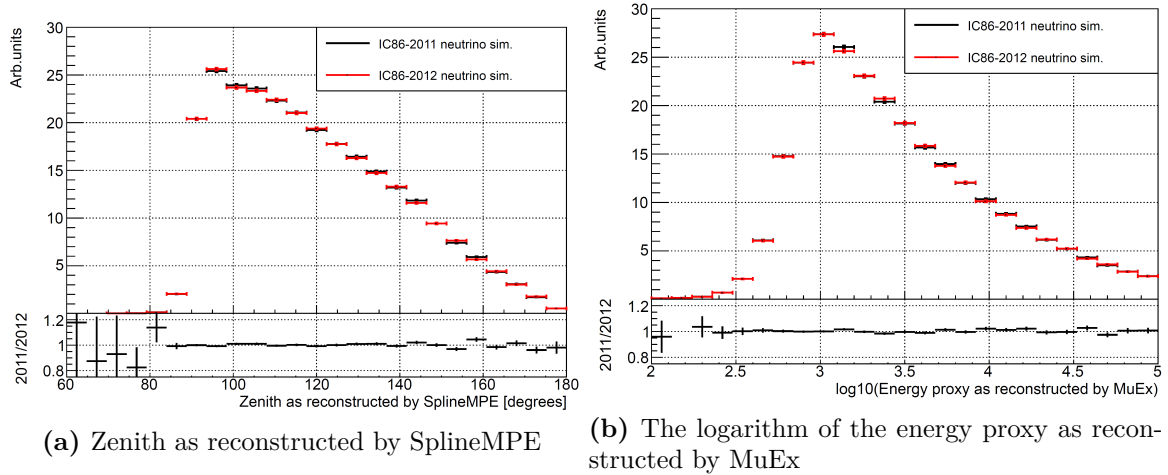 Arb.units
30
25
20
15
10
5
IC86-2011 neutrino sim.
IC86-2012 neutrino sim.
2011/2012
1.2
1
0.8
60 80 100 120 140 160 180
Zenith as reconstructed by SplineMPE [degrees]
(a) Zenith as reconstructed by SplineMPE
Arb.units
30
25
20
15
10
5
IC86-2011 neutrino sim.
IC86-2012 neutrino sim.
2011/2012
1.2
1
0.8
2 2.5 3 3.5 4 4.5 5
log10(Energy proxy as reconstructed by MuEx)
(b) The logarithm of the energy proxy as recon-
structed by MuEx